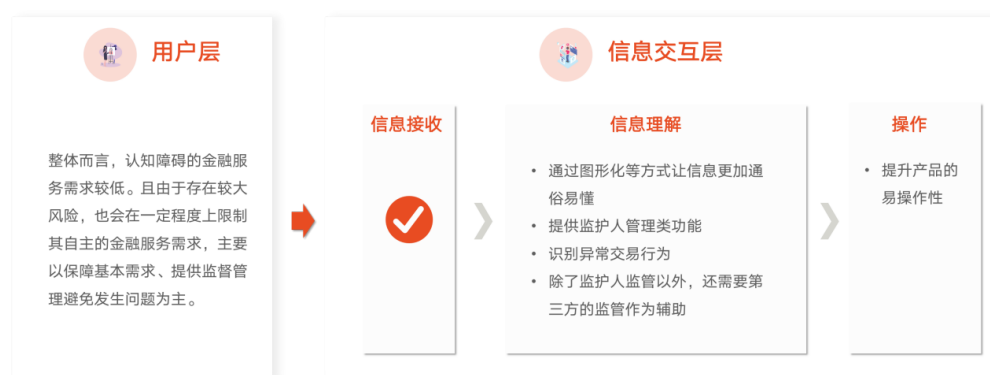 用户层
整体而言，认知障碍的金融服
务需求较低。且由于存在较大
风险，也会在一定程度上限制
其自主的金融服务需求，主要
以保障基本需求、提供监督管
理避免发生问题为主。
信息交互层
信息接收
信息理解
• 通过图形化等方式让信息更加通
俗易懂
• 提供监护人管理类功能
• 识别异常交易行为
• 除了监护人监管以外，还需要第
三方的监管作为辅助
操作
• 提升产品的
易操作性